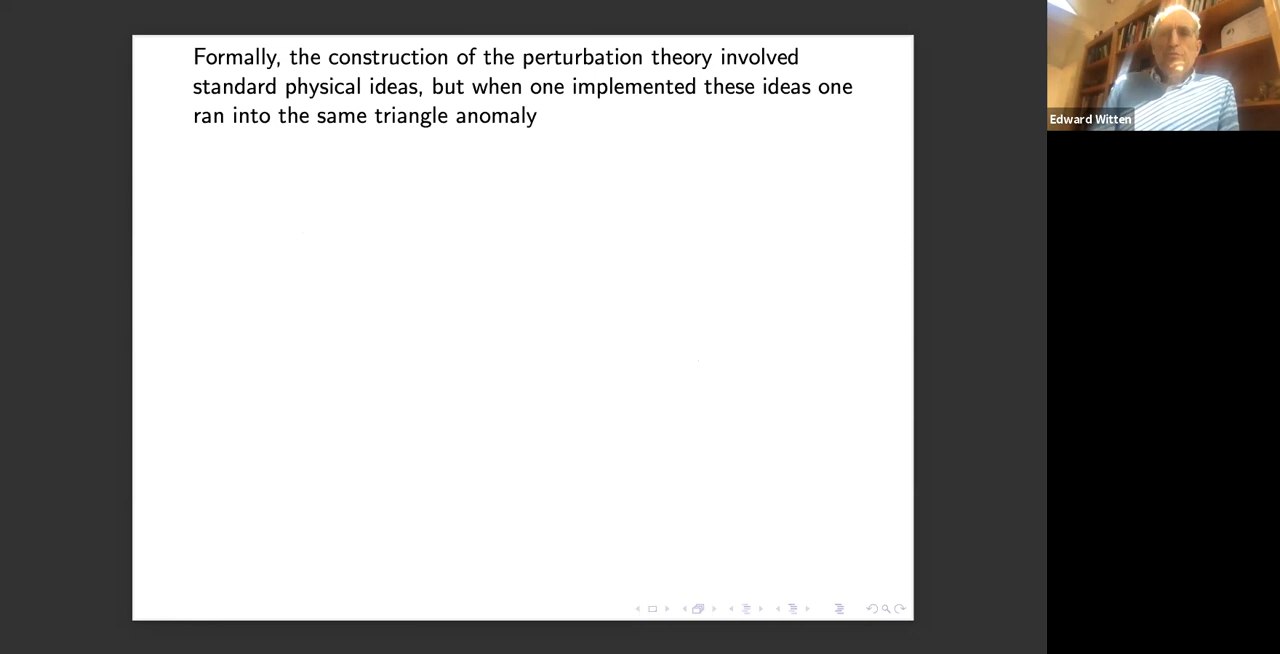 Formally, the construction of the perturbation theory involved
standard physical ideas, but when one implemented these ideas one
ran into the same triangle anomaly
Edward Witten